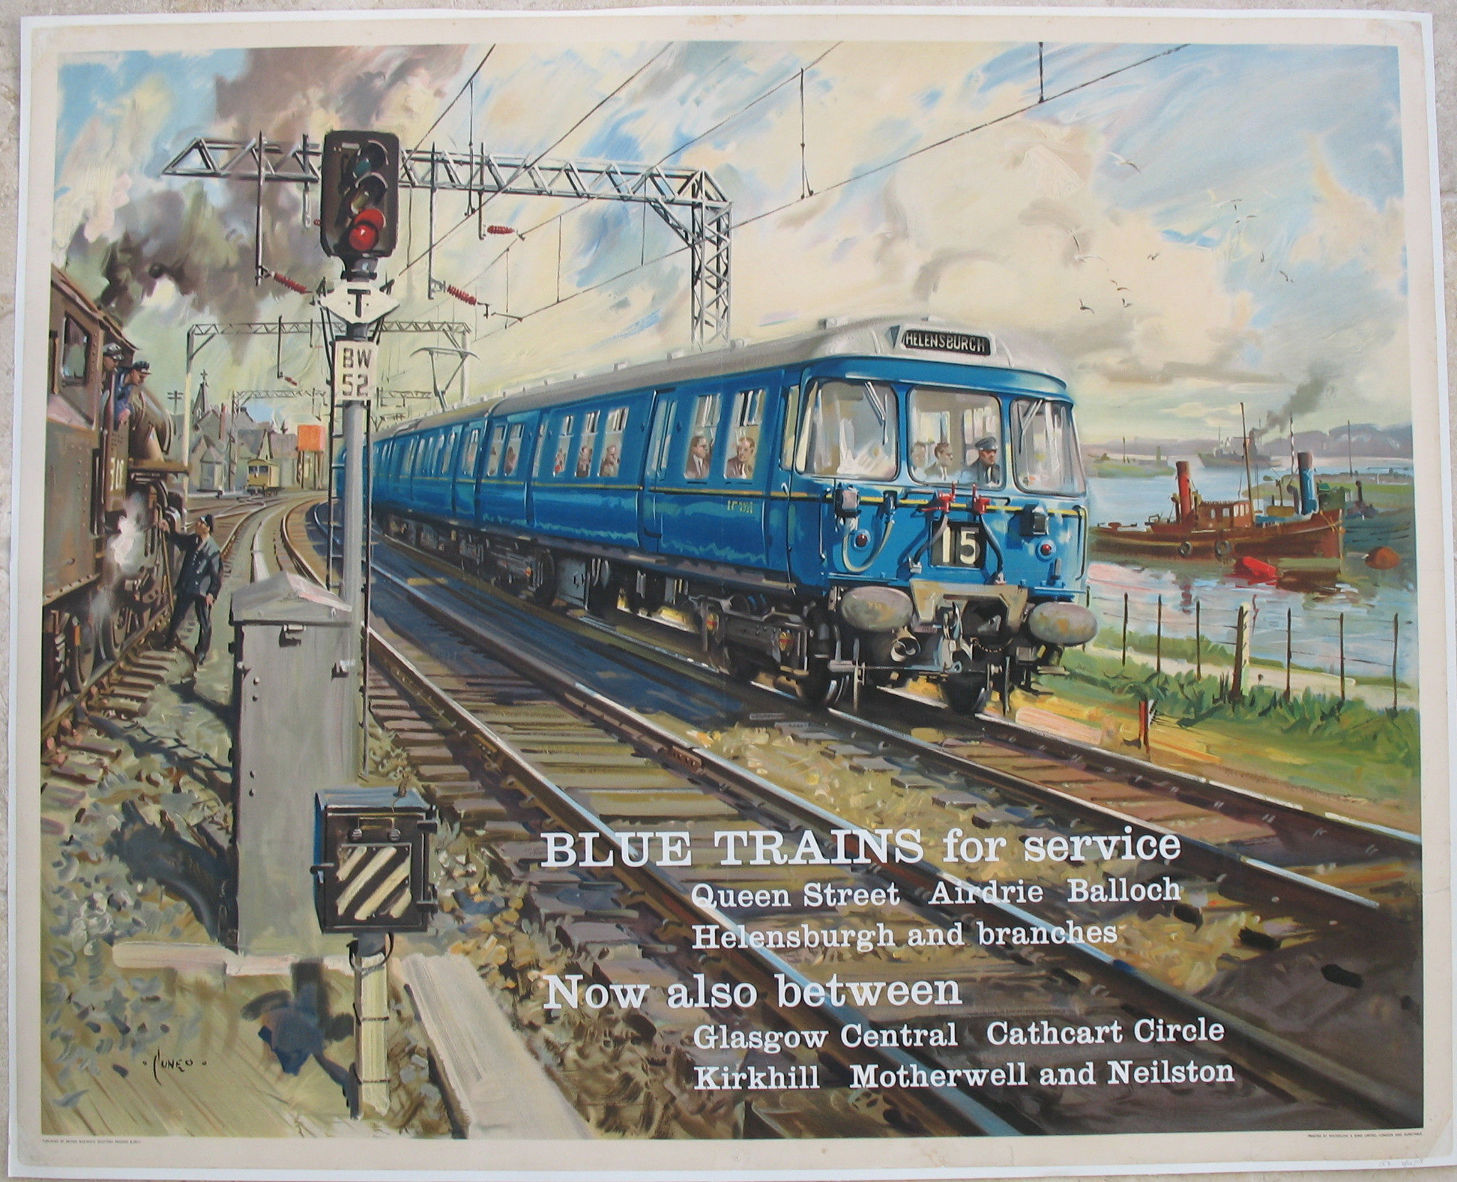 T
BW
52
HELENSBURGH
15
BLUE TRAINS for service
Queen Street Airdrie Balloch
Helensburgh and branches
Now also between
Glasgow Central Cathcart Circle
Kirkhill Motherwell and Neilston
CUNEO